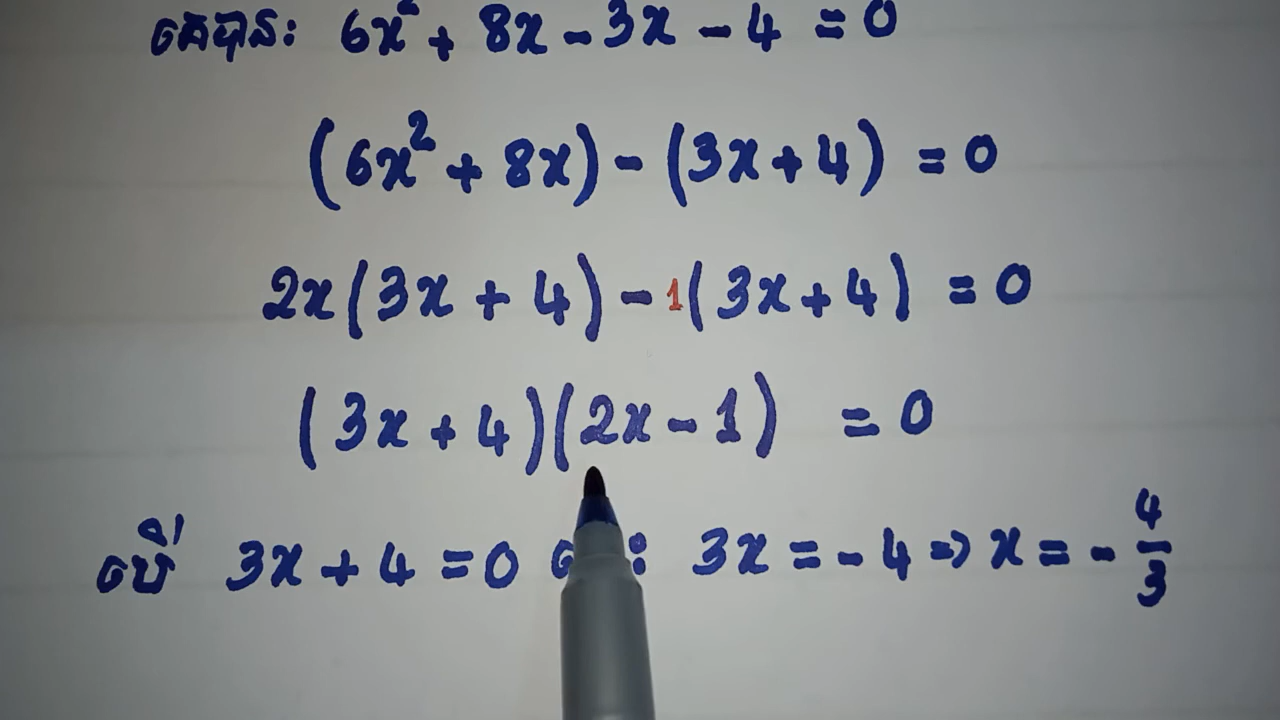 គេបាន: 6x² + 8x - 3x - 4 = 0
(6x² + 8x) - (3x + 4) = 0
2x(3x + 4) - 1(3x + 4) = 0
(3x + 4)(2x - 1) = 0
បើ 3x + 4 = 0 : 3x = - 4 ⇒ x = - 4/3